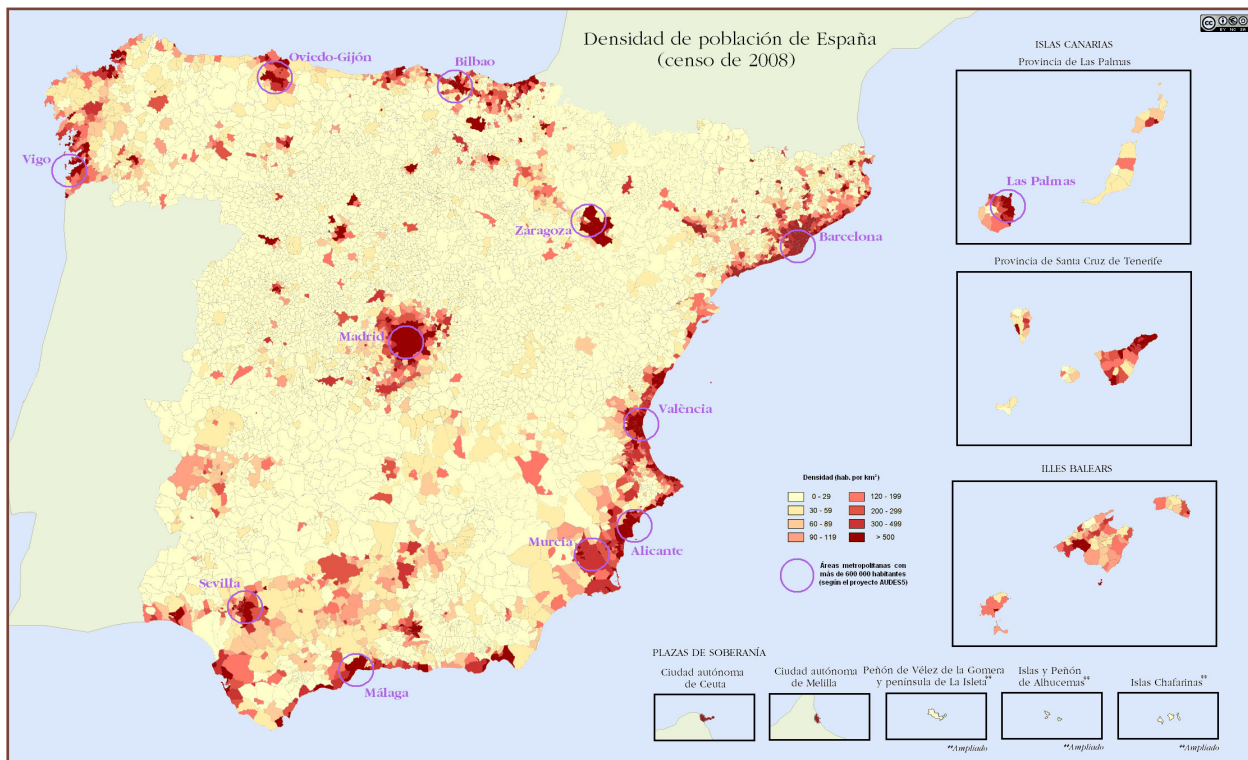 Densidad de población de España
(censo de 2008)
Oviedo-Gijón
Bilbao
Vigo
Zaragoza
Barcelona
Madrid
València
Murcia
Alicante
Sevilla
Málaga
ISLAS CANARIAS
Provincia de Las Palmas
Las Palmas
Provincia de Santa Cruz de Tenerife
ILLES BALEARS
Densidad (hab. por km²)
0 - 29
30 - 59
60 - 89
90 - 119
120 - 199
200 - 299
300 - 499
> 500
Áreas metropolitanas con
más de 600 000 habitantes
(según el proyecto AUDES5)
PLAZAS DE SOBERANÍA
Ciudad autónoma
de Ceuta
Ciudad autónoma
de Melilla
Peñón de Vélez de la Gomera
y península de La Isleta**
**Ampliado
Islas y Peñón
de Alhucemas**
**Ampliado
Islas Chafarinas**
**Ampliado